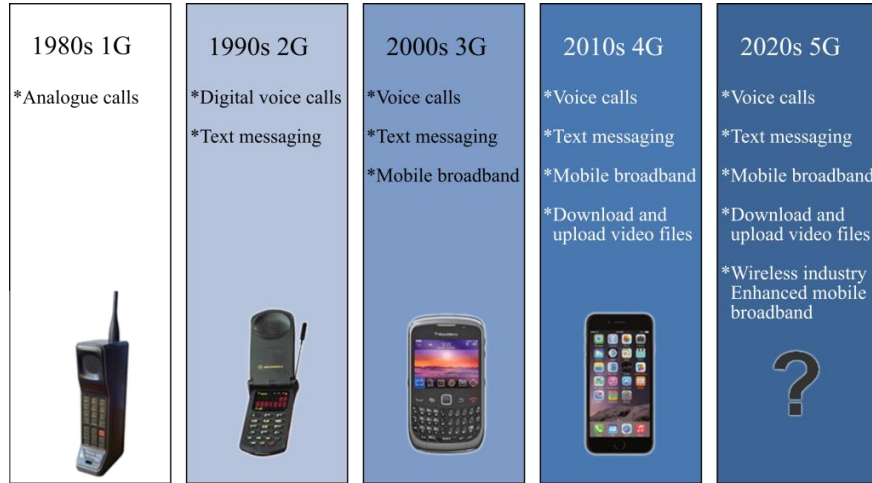 1980s 1G
*Analogue calls
1990s 2G
*Digital voice calls
*Text messaging
2000s 3G
*Voice calls
*Text messaging
*Mobile broadband
2010s 4G
*Voice calls
*Text messaging
*Mobile broadband
*Download and
upload video files
2020s 5G
*Voice calls
*Text messaging
*Mobile broadband
*Download and
upload video files
*Wireless industry
Enhanced mobile
broadband
?